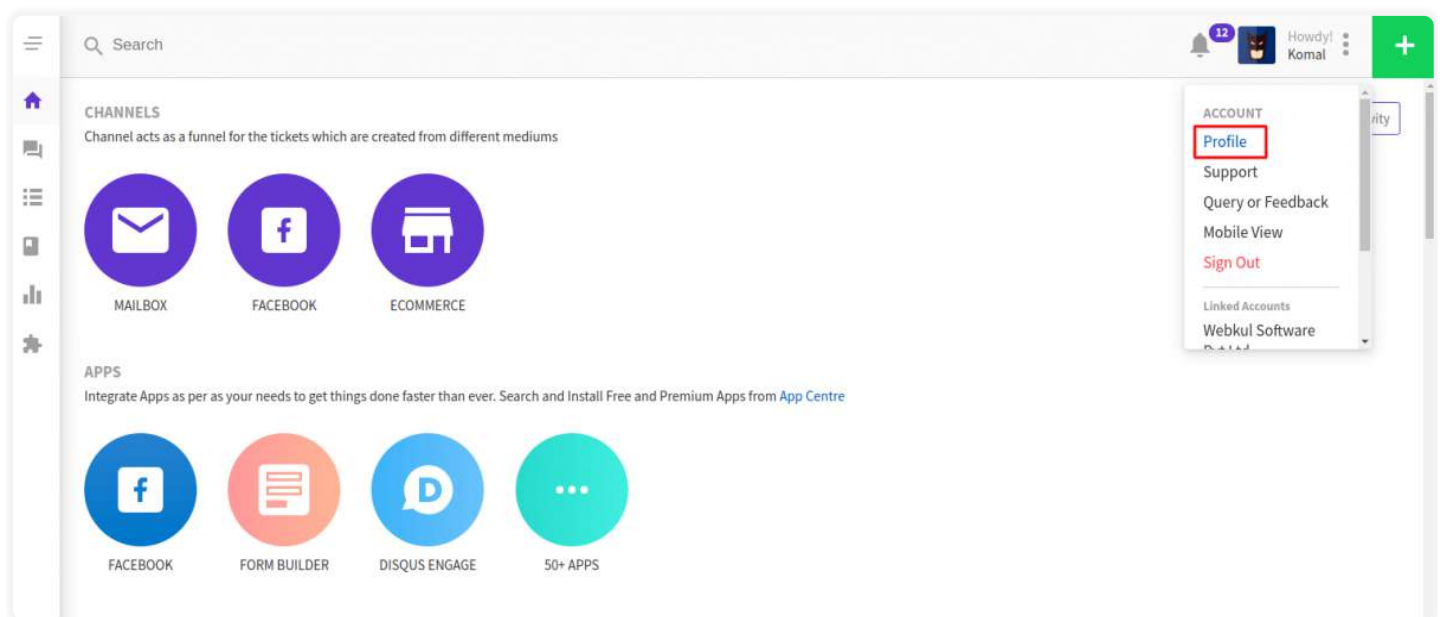 Search
12
Howdy!
Komal
+
CHANNELS
Channel acts as a funnel for the tickets which are created from different mediums
MAILBOX
FACEBOOK
ECOMMERCE
ACCOUNT
Profile
Support
Query or Feedback
Mobile View
Sign Out
Linked Accounts
Webkul Software
APPS
Integrate Apps as per as your needs to get things done faster than ever. Search and Install Free and Premium Apps from App Centre
FACEBOOK
FORM BUILDER
DISQUS ENGAGE
50+ APPS